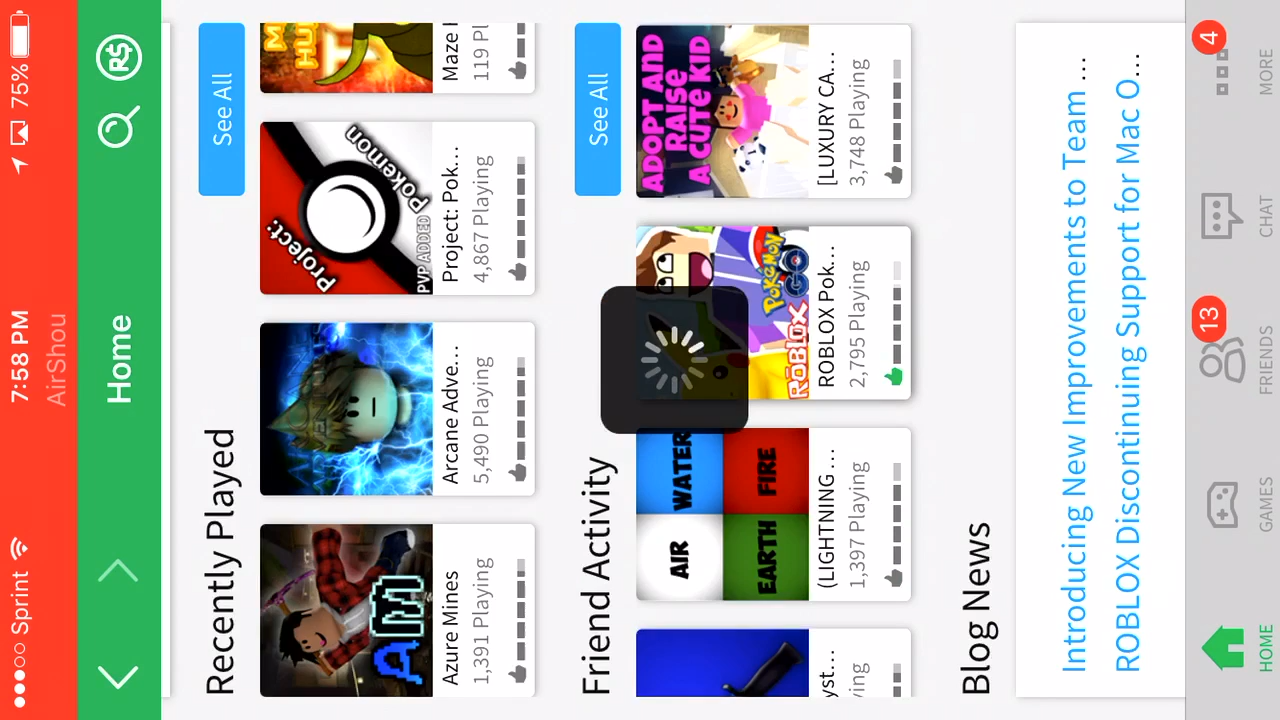 Sprint 7:58 PM 75%
AirShou
Home R$
Recently Played See All
AM
Project:
Pokemon
PVP ADDED
Azure Mines Arcane Adve... Project: Pok... Maze
1,391 Playing 5,490 Playing 4,867 Playing 119
Friend Activity See All
AIR WATER
EARTH FIRE
POKEMON
GO
ROBLOX
ADOPT AND
RAISE
A CUTE KID
(LIGHTNING ... ROBLOX Pok... [LUXURY CA...
1,397 Playing 2,795 Playing 3,748 Playing
Blog News
Introducing New Improvements to Team ...
ROBLOX Discontinuing Support for Mac O...
13 4
HOME GAMES FRIENDS CHAT MORE